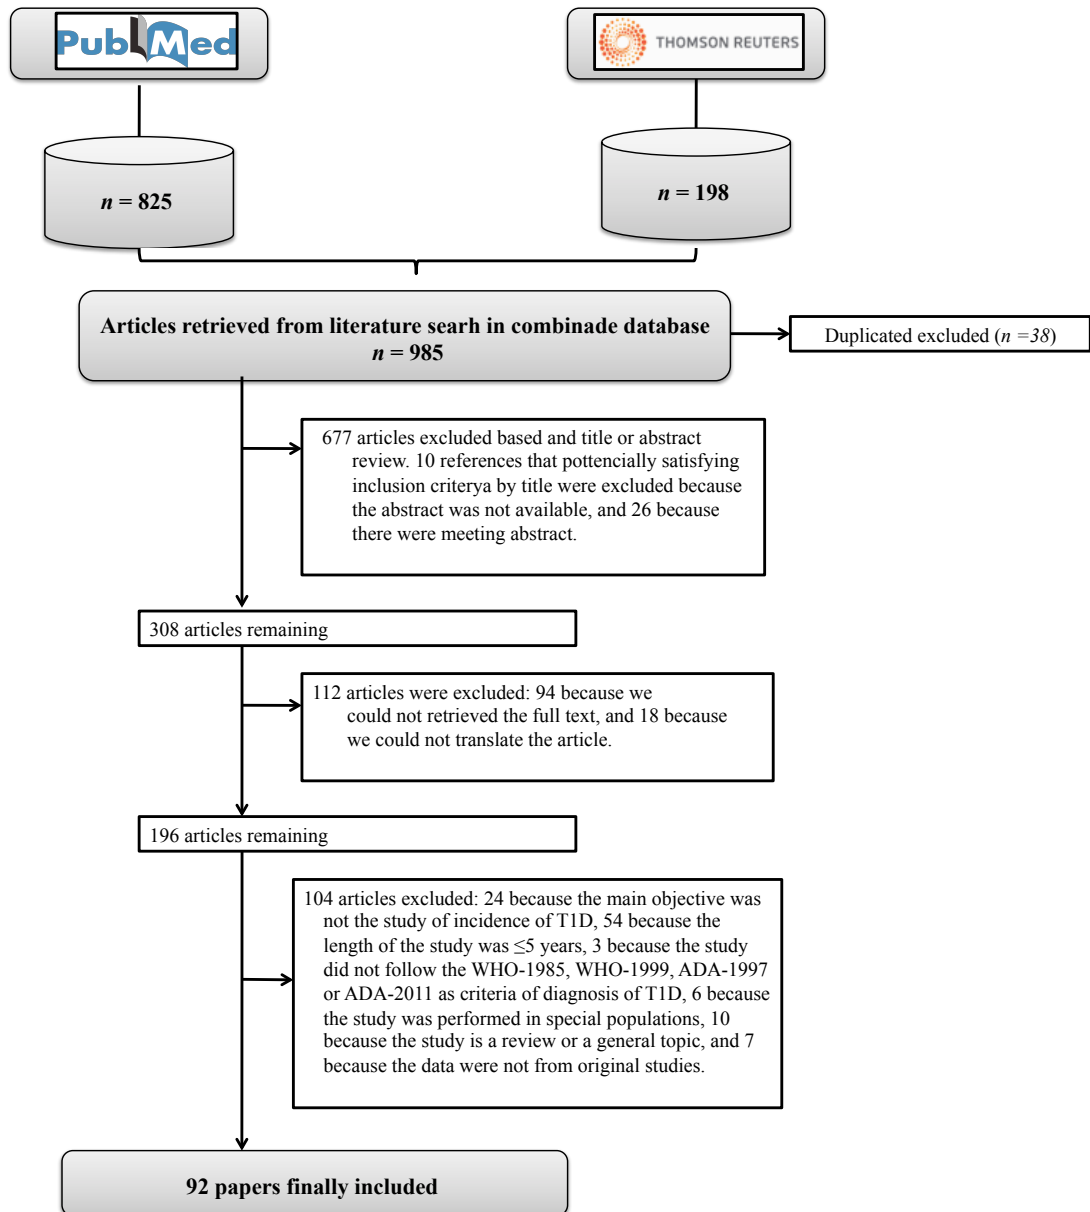 PubMed
THOMSON REUTERS
n = 825
n = 198
Articles retrieved from literature searh in combinade database
n = 985
Duplicated excluded (n =38)
677 articles excluded based and title or abstract
review. 10 references that pottencially satisfying
inclusion criterya by title were excluded because
the abstract was not available, and 26 because
there were meeting abstract.
308 articles remaining
112 articles were excluded: 94 because we
could not retrieved the full text, and 18 because
we could not translate the article.
196 articles remaining
104 articles excluded: 24 because the main objective was
not the study of incidence of T1D, 54 because the
length of the study was ≤5 years, 3 because the study
did not follow the WHO-1985, WHO-1999, ADA-1997
or ADA-2011 as criteria of diagnosis of T1D, 6 because
the study was performed in special populations, 10
because the study is a review or a general topic, and 7
because the data were not from original studies.
92 papers finally included